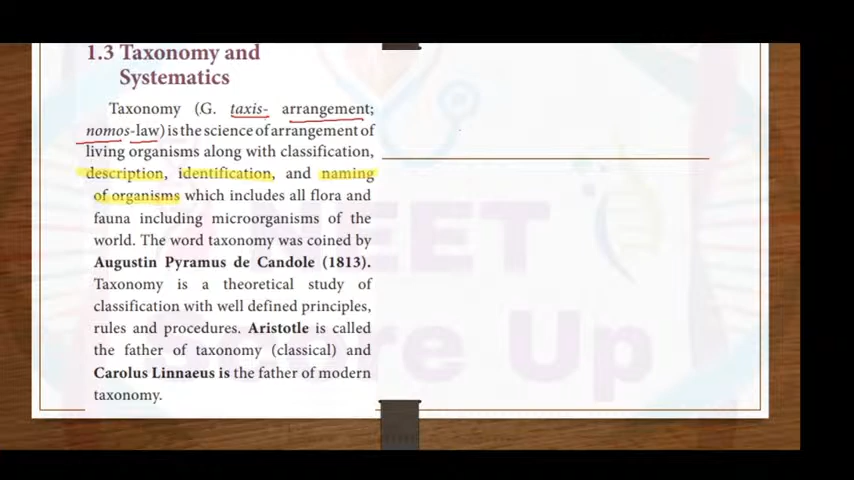 1.3 Taxonomy and
Systematics
Taxonomy (G. taxis- arrangement;
nomos-law) is the science of arrangement of
living organisms along with classification,
description, identification, and naming
of organisms which includes all flora and
fauna including microorganisms of the
world. The word taxonomy was coined by
Augustin Pyramus de Candole (1813).
Taxonomy is a theoretical study of
classification with well defined principles,
rules and procedures. Aristotle is called
the father of taxonomy (classical) and
Carolus Linnaeus is the father of modern
taxonomy.
NEET
Score Up